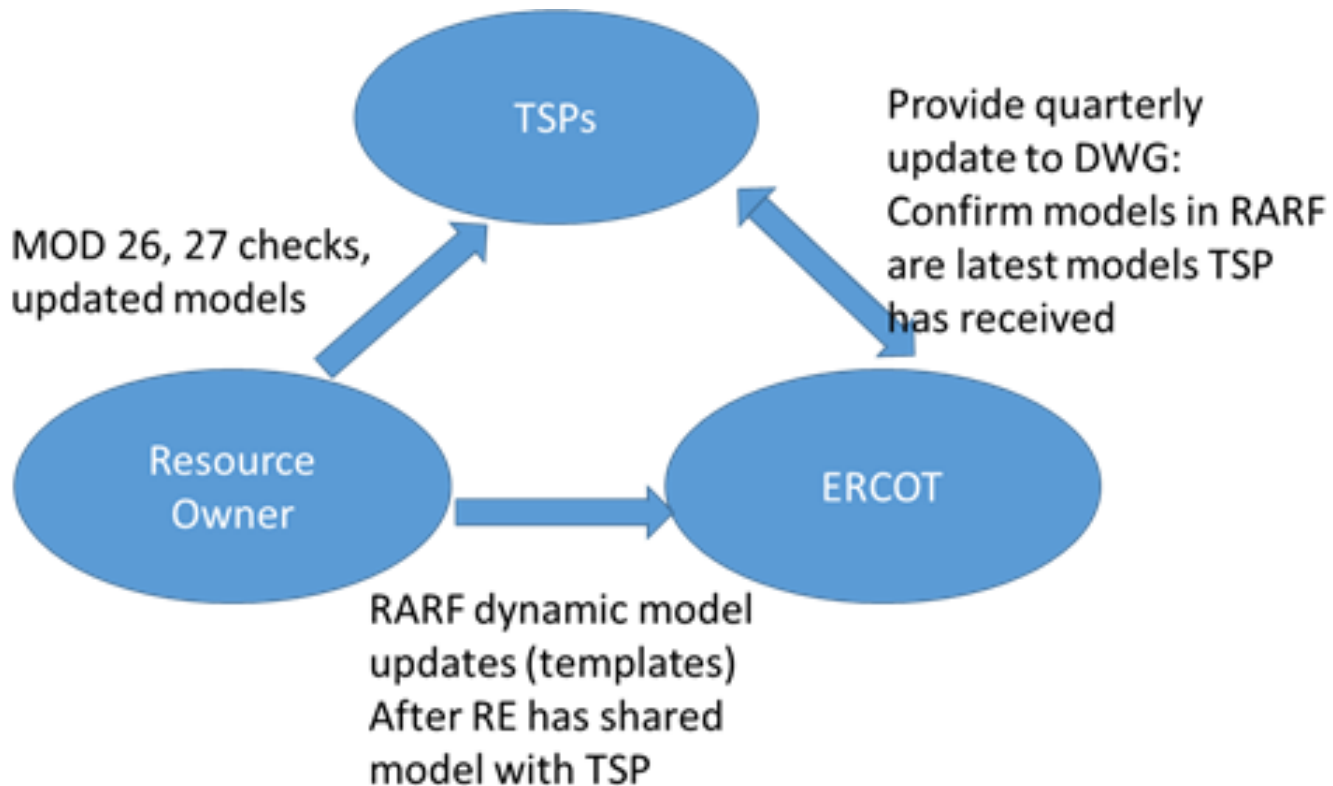 TSPs
Provide quarterly
update to DWG:
Confirm models in RARF
are latest models TSP
has received
MOD 26, 27 checks,
updated models
Resource
Owner
ERCOT
RARF dynamic model
updates (templates)
After RE has shared
model with TSP